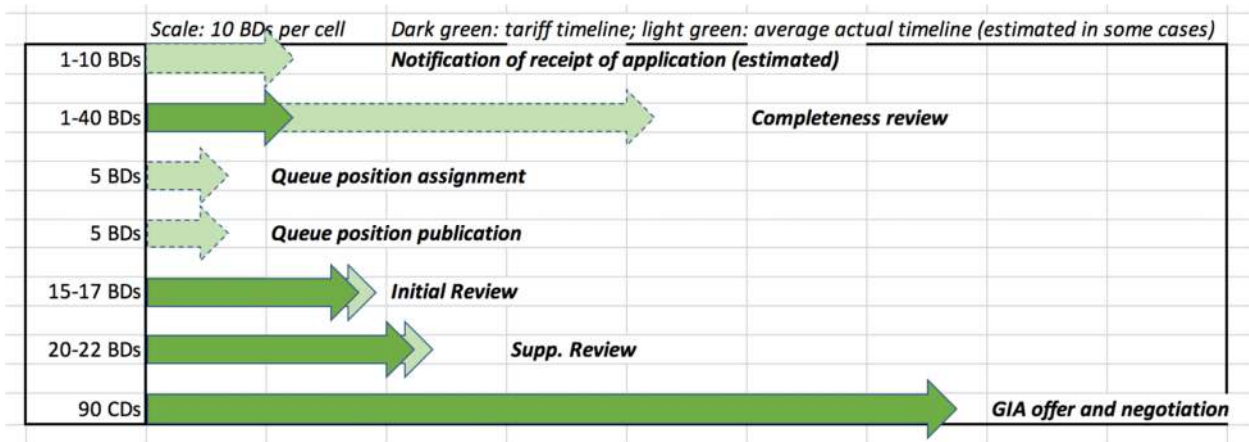 Scale: 10 BDs per cell Dark green: tariff timeline; light green: average actual timeline (estimated in some cases)
1-10 BDs Notification of receipt of application (estimated)
1-40 BDs Completeness review
5 BDs Queue position assignment
5 BDs Queue position publication
15-17 BDs Initial Review
20-22 BDs Supp. Review
90 CDs GIA offer and negotiation